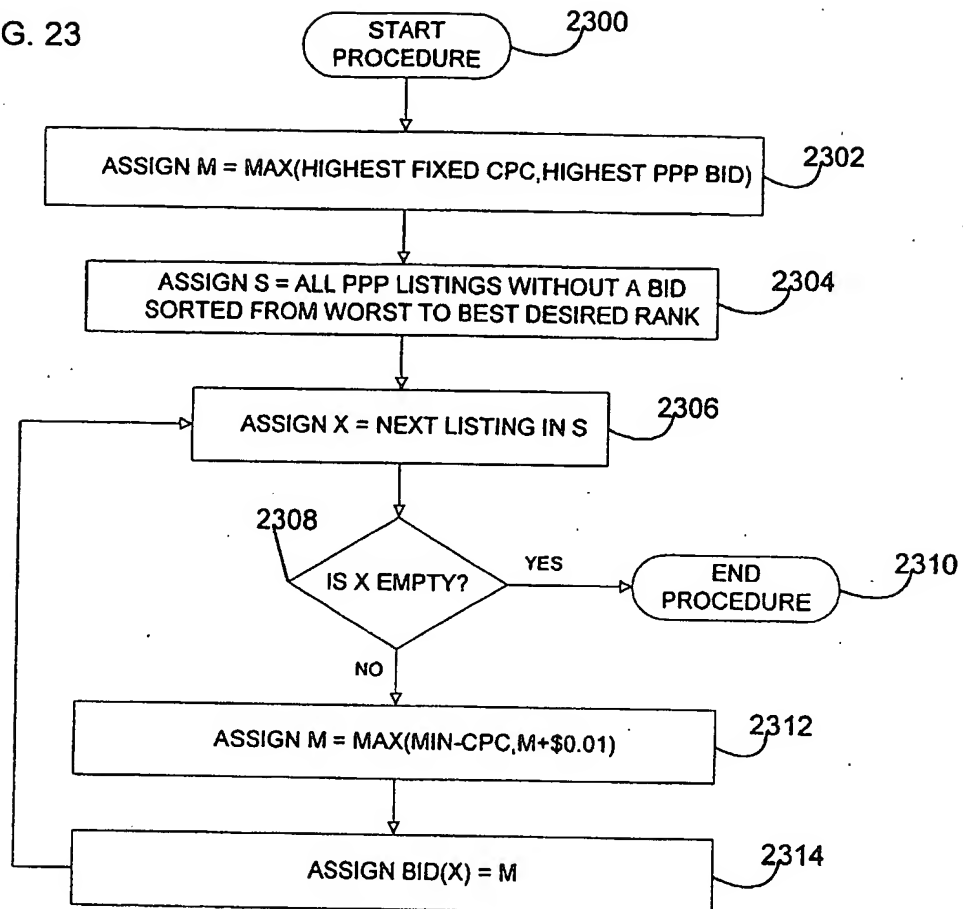 G. 23
START
PROCEDURE
2300
ASSIGN M = MAX(HIGHEST FIXED CPC,HIGHEST PPP BID)
2302
ASSIGN S = ALL PPP LISTINGS WITHOUT A BID
SORTED FROM WORST TO BEST DESIRED RANK
2304
ASSIGN X = NEXT LISTING IN S
2306
2308
IS X EMPTY?
YES
END
PROCEDURE
2310
NO
ASSIGN M = MAX(MIN-CPC,M+$0.01)
2312
ASSIGN BID(X) = M
2314